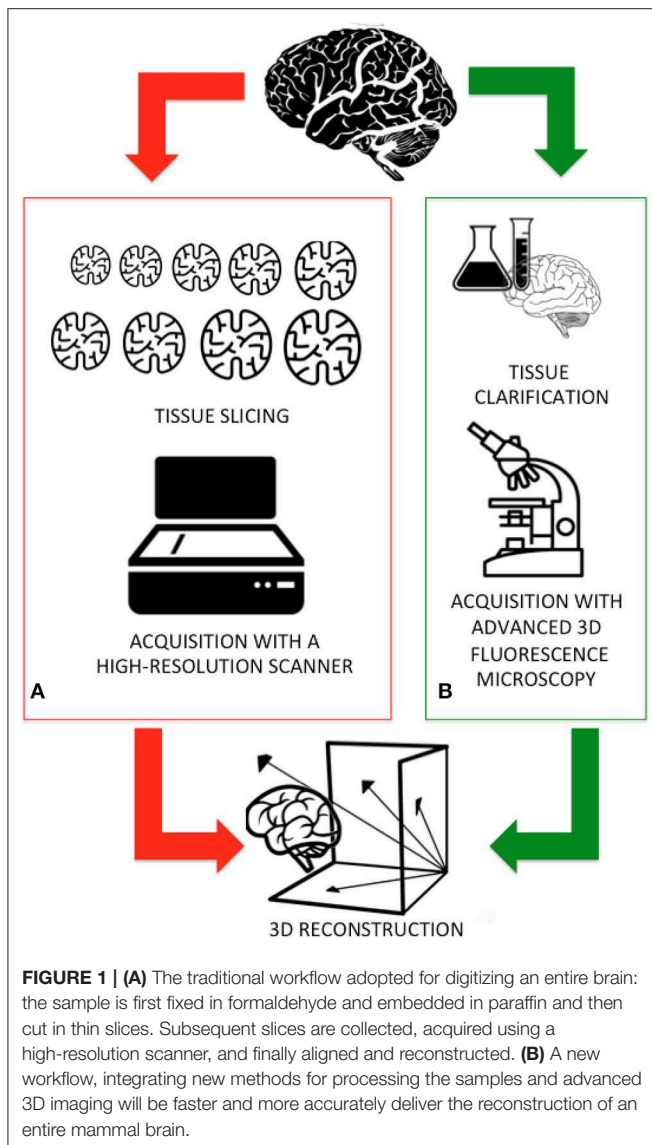 TISSUE SLICING
ACQUISITION WITH A
HIGH-RESOLUTION SCANNER
A
TISSUE
CLARIFICATION
ACQUISITION WITH
ADVANCED 3D
FLUORESCENCE
MICROSCOPY
B
3D RECONSTRUCTION
FIGURE 1 | (A) The traditional workflow adopted for digitizing an entire brain:
the sample is first fixed in formaldehyde and embedded in paraffin and then
cut in thin slices. Subsequent slices are collected, acquired using a
high-resolution scanner, and finally aligned and reconstructed. (B) A new
workflow, integrating new methods for processing the samples and advanced
3D imaging will be faster and more accurately deliver the reconstruction of an
entire mammal brain.